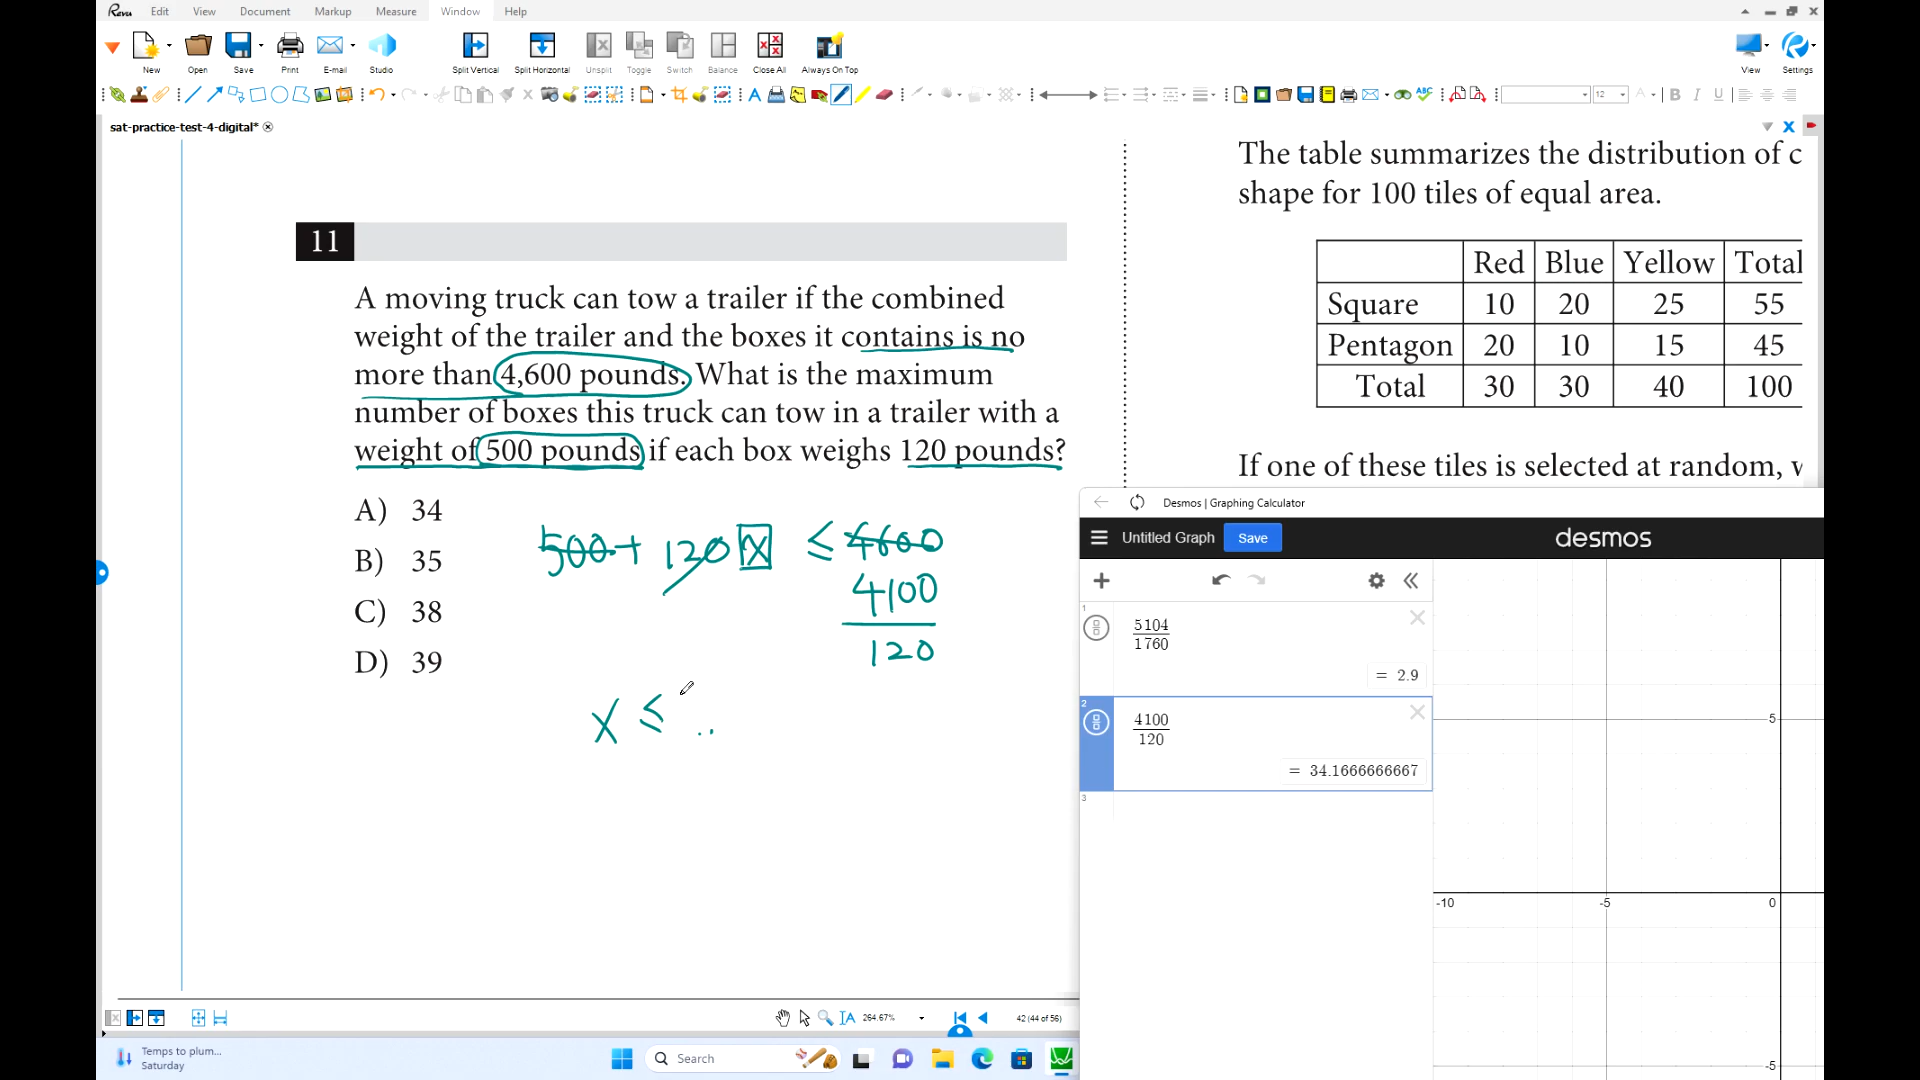 Revu Edit View Document Markup Measure Window Help
New Open Save Print E-mail Studio Split Vertical Split Horizontal Unsplit Toggle Switch Balance Close All Always On Top View Settings
12
sat-practice-test-4-digital*
11
A moving truck can tow a trailer if the combined
weight of the trailer and the boxes it contains is no
more than 4,600 pounds. What is the maximum
number of boxes this truck can tow in a trailer with a
weight of 500 pounds if each box weighs 120 pounds?
A) 34
B) 35
C) 38
D) 39
500 + 120 x ≤ 4600
4100
120
x ≤ ..
The table summarizes the distribution of c
shape for 100 tiles of equal area.
Red Blue Yellow Total
Square 10 20 25 55
Pentagon 20 10 15 45
Total 30 30 40 100
If one of these tiles is selected at random, w
Desmos | Graphing Calculator
Untitled Graph Save desmos
1
5104
1760
= 2.9
2
4100
120
= 34.1666666667
3
5
-10 -5 0
-5
264.67% 42 (44 of 56)
Temps to plum...
Saturday
Search